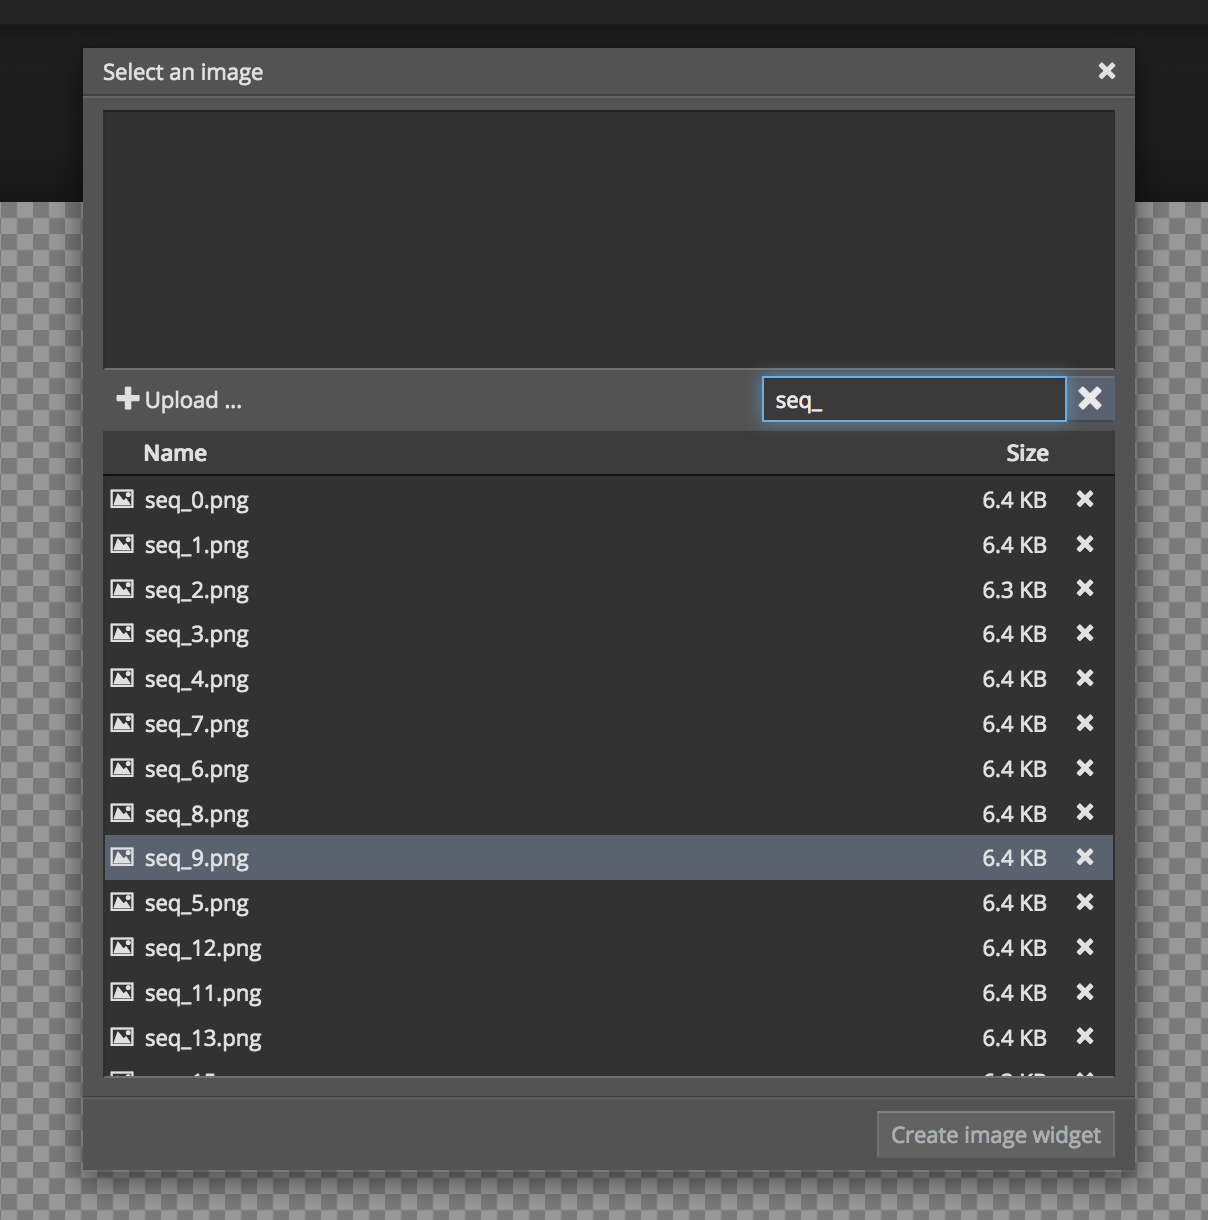 Select an image
Upload ...
seq_
Name Size
seq_0.png 6.4 KB
seq_1.png 6.4 KB
seq_2.png 6.3 KB
seq_3.png 6.4 KB
seq_4.png 6.4 KB
seq_7.png 6.4 KB
seq_6.png 6.4 KB
seq_8.png 6.4 KB
seq_9.png 6.4 KB
seq_5.png 6.4 KB
seq_12.png 6.4 KB
seq_11.png 6.4 KB
seq_13.png 6.4 KB
Create image widget